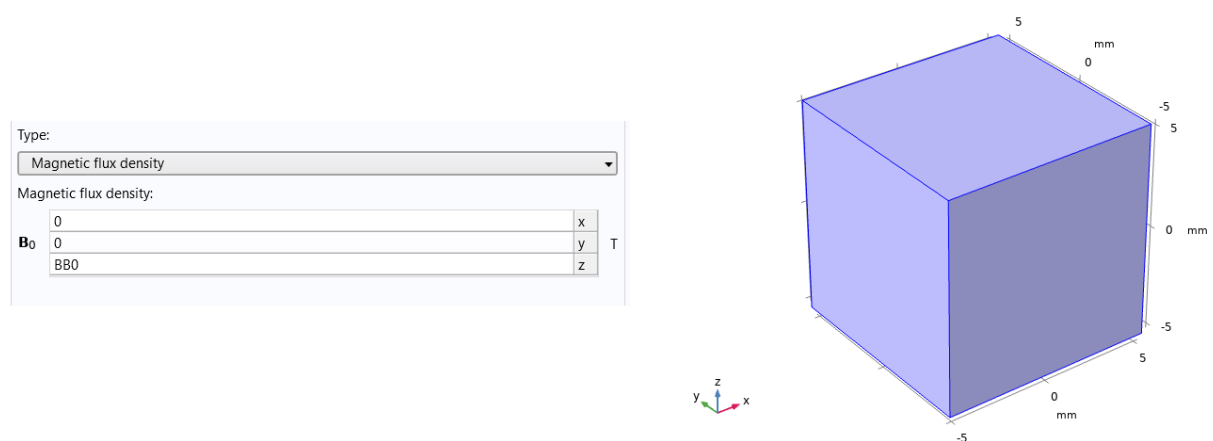 Type:
Magnetic flux density
Magnetic flux density:
B0
0 x
0 y
BB0 z
T
5
mm
0
-5
5
0 mm
-5
5
0
mm
-5
z
y
x